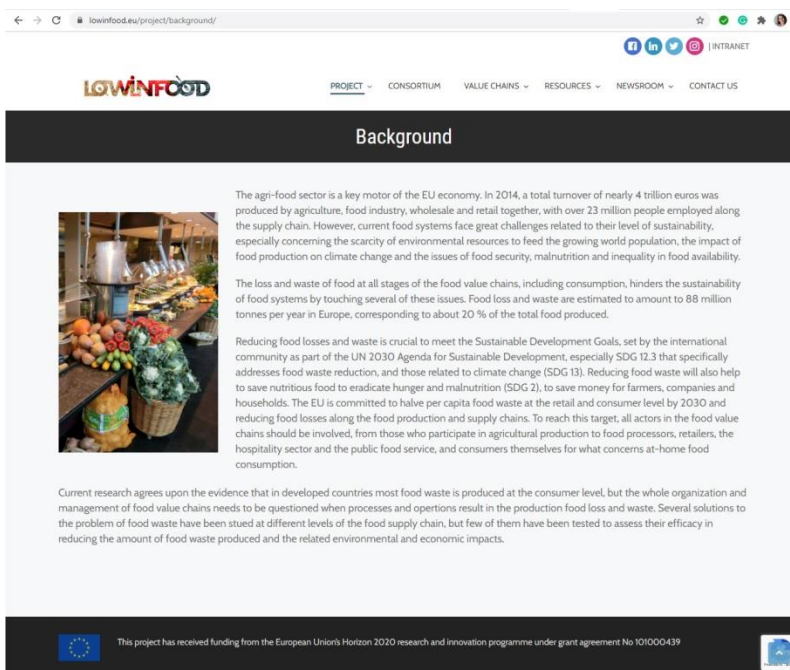 lowinfood.eu/project/background/
| INTRANET
LOWINFOOD
PROJECT CONSORTIUM VALUE CHAINS RESOURCES NEWSROOM CONTACT US
Background
The agri-food sector is a key motor of the EU economy. In 2014, a total turnover of nearly 4 trillion euros was
produced by agriculture, food industry, wholesale and retail together, with over 23 million people employed along
the supply chain. However, current food systems face great challenges related to their level of sustainability,
especially concerning the scarcity of environmental resources to feed the growing world population, the impact of
food production on climate change and the issues of food security, malnutrition and inequality in food availability.
The loss and waste of food at all stages of the food value chains, including consumption, hinders the sustainability
of food systems by touching several of these issues. Food loss and waste are estimated to amount to 88 million
tonnes per year in Europe, corresponding to about 20 % of the total food produced.
Reducing food losses and waste is crucial to meet the Sustainable Development Goals, set by the international
community as part of the UN 2030 Agenda for Sustainable Development, especially SDG 12.3 that specifically
addresses food waste reduction, and those related to climate change (SDG 13). Reducing food waste will also help
to save nutritious food to eradicate hunger and malnutrition (SDG 2), to save money for farmers, companies and
households. The EU is committed to halve per capita food waste at the retail and consumer level by 2030 and
reducing food losses along the food production and supply chains. To reach this target, all actors in the food value
chains should be involved, from those who participate in agricultural production to food processors, retailers, the
hospitality sector and the public food service, and consumers themselves for what concerns at-home food
consumption.
Current research agrees upon the evidence that in developed countries most food waste is produced at the consumer level, but the whole organization and
management of food value chains needs to be questioned when processes and opertions result in the production food loss and waste. Several solutions to
the problem of food waste have been stued at different levels of the food supply chain, but few of them have been tested to assess their efficacy in
reducing the amount of food waste produced and the related environmental and economic impacts.
This project has received funding from the European Union's Horizon 2020 research and innovation programme under grant agreement No 101000439